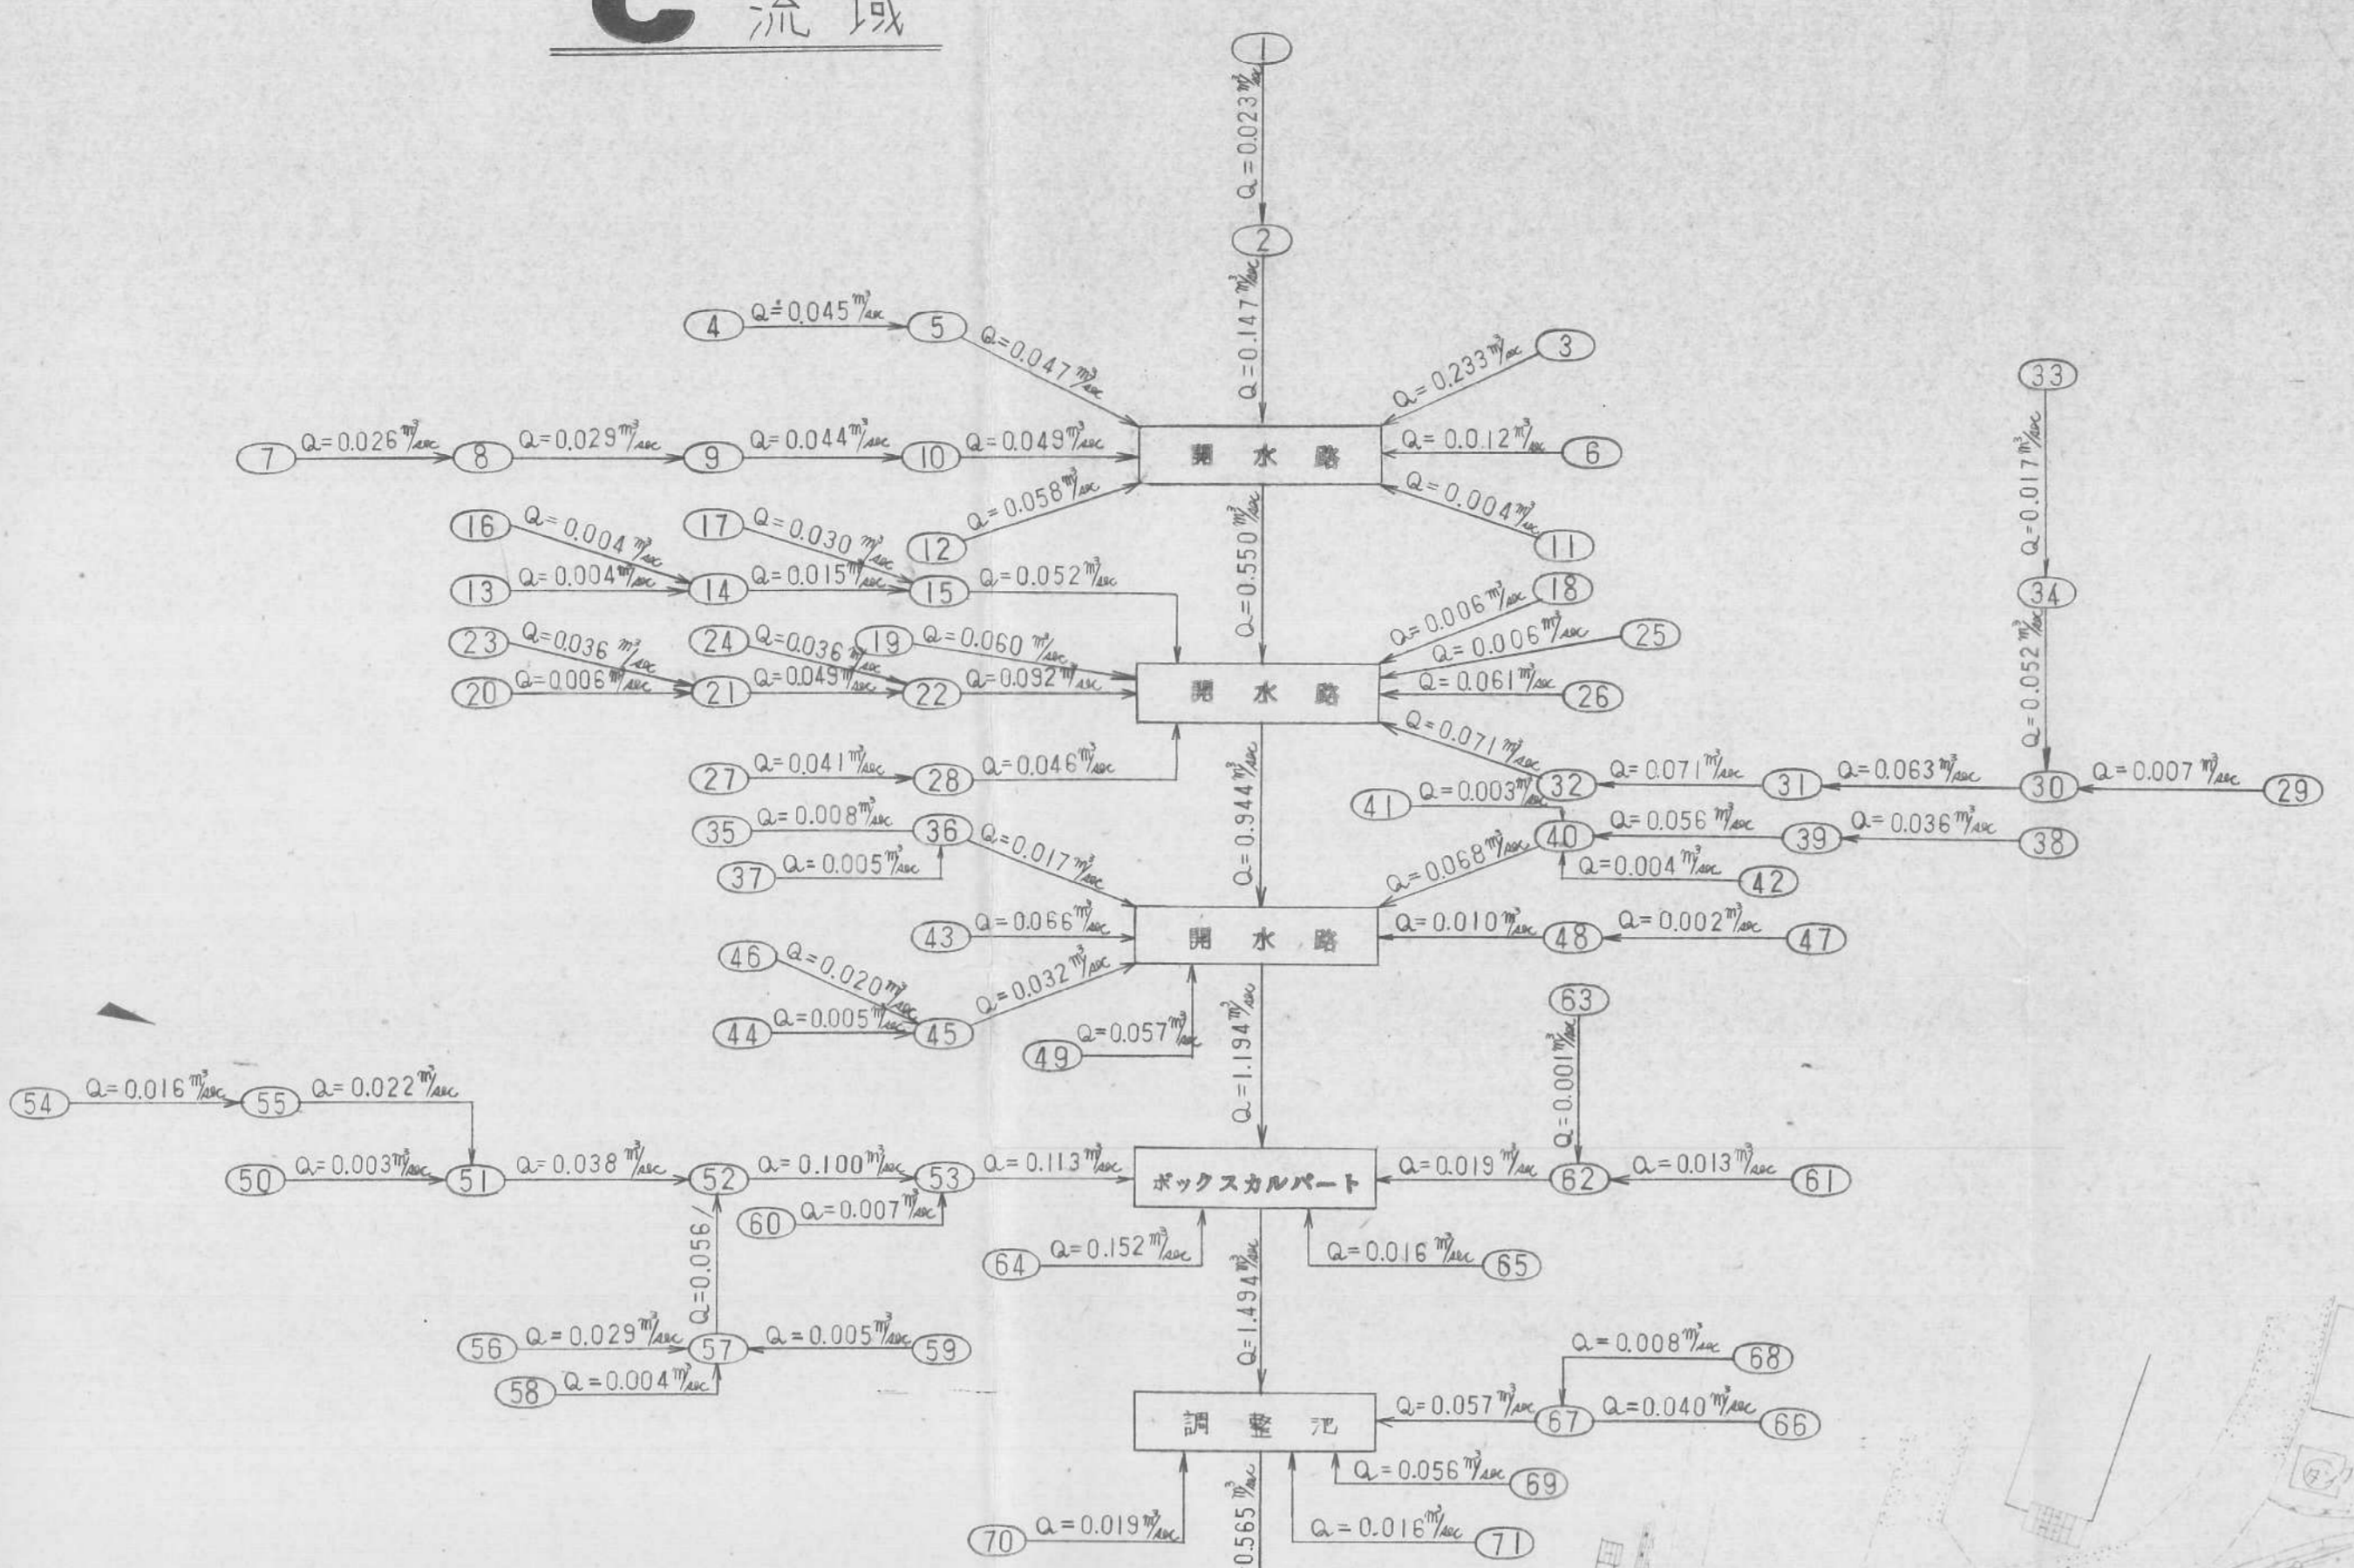 C 流域
1
Q=0.023㎥/sec
2
Q=0.147㎥/sec
4 Q=0.045㎥/sec 5 Q=0.047㎥/sec
3 Q=0.233㎥/sec
33
Q=0.017㎥/sec
34
Q=0.052㎥/sec
7 Q=0.026㎥/sec 8 Q=0.029㎥/sec 9 Q=0.044㎥/sec 10 Q=0.049㎥/sec 開水路 Q=0.012㎥/sec 6
12 Q=0.058㎥/sec
Q=0.004㎥/sec 11
Q=0.550㎥/sec
16 Q=0.004㎥/sec 17 Q=0.030㎥/sec
13 Q=0.004㎥/sec 14 Q=0.015㎥/sec 15 Q=0.052㎥/sec
Q=0.006㎥/sec 18
23 Q=0.036㎥/sec 24 Q=0.036㎥/sec 19 Q=0.060㎥/sec
Q=0.006㎥/sec 25
20 Q=0.006㎥/sec 21 Q=0.049㎥/sec 22 Q=0.092㎥/sec 開水路 Q=0.061㎥/sec 26
27 Q=0.041㎥/sec 28 Q=0.046㎥/sec
Q=0.071㎥/sec 32 Q=0.071㎥/sec 31 Q=0.063㎥/sec 30 Q=0.007㎥/sec 29
Q=0.944㎥/sec
41 Q=0.003㎥/sec
35 Q=0.008㎥/sec 36 Q=0.017㎥/sec
Q=0.068㎥/sec 40 Q=0.056㎥/sec 39 Q=0.036㎥/sec 38
37 Q=0.005㎥/sec
Q=0.004㎥/sec 42
43 Q=0.066㎥/sec 開水路 Q=0.010㎥/sec 48 Q=0.002㎥/sec 47
46 Q=0.020㎥/sec
44 Q=0.005㎥/sec 45 Q=0.032㎥/sec
49 Q=0.057㎥/sec
Q=1.194㎥/sec
63
Q=0.001㎥/sec
54 Q=0.016㎥/sec 55 Q=0.022㎥/sec
50 Q=0.003㎥/sec 51 Q=0.038㎥/sec 52 Q=0.100㎥/sec 53 Q=0.113㎥/sec ボックスカルバート Q=0.019㎥/sec 62 Q=0.013㎥/sec 61
60 Q=0.007㎥/sec
64 Q=0.152㎥/sec
Q=0.016㎥/sec 65
Q=0.056/
Q=1.494㎥/sec
56 Q=0.029㎥/sec 57 Q=0.005㎥/sec 59
58 Q=0.004㎥/sec
Q=0.008㎥/sec 68
調整池 Q=0.057㎥/sec 67 Q=0.040㎥/sec 66
Q=0.056㎥/sec 69
70 Q=0.019㎥/sec
0.565㎥/sec
Q=0.016㎥/sec 71